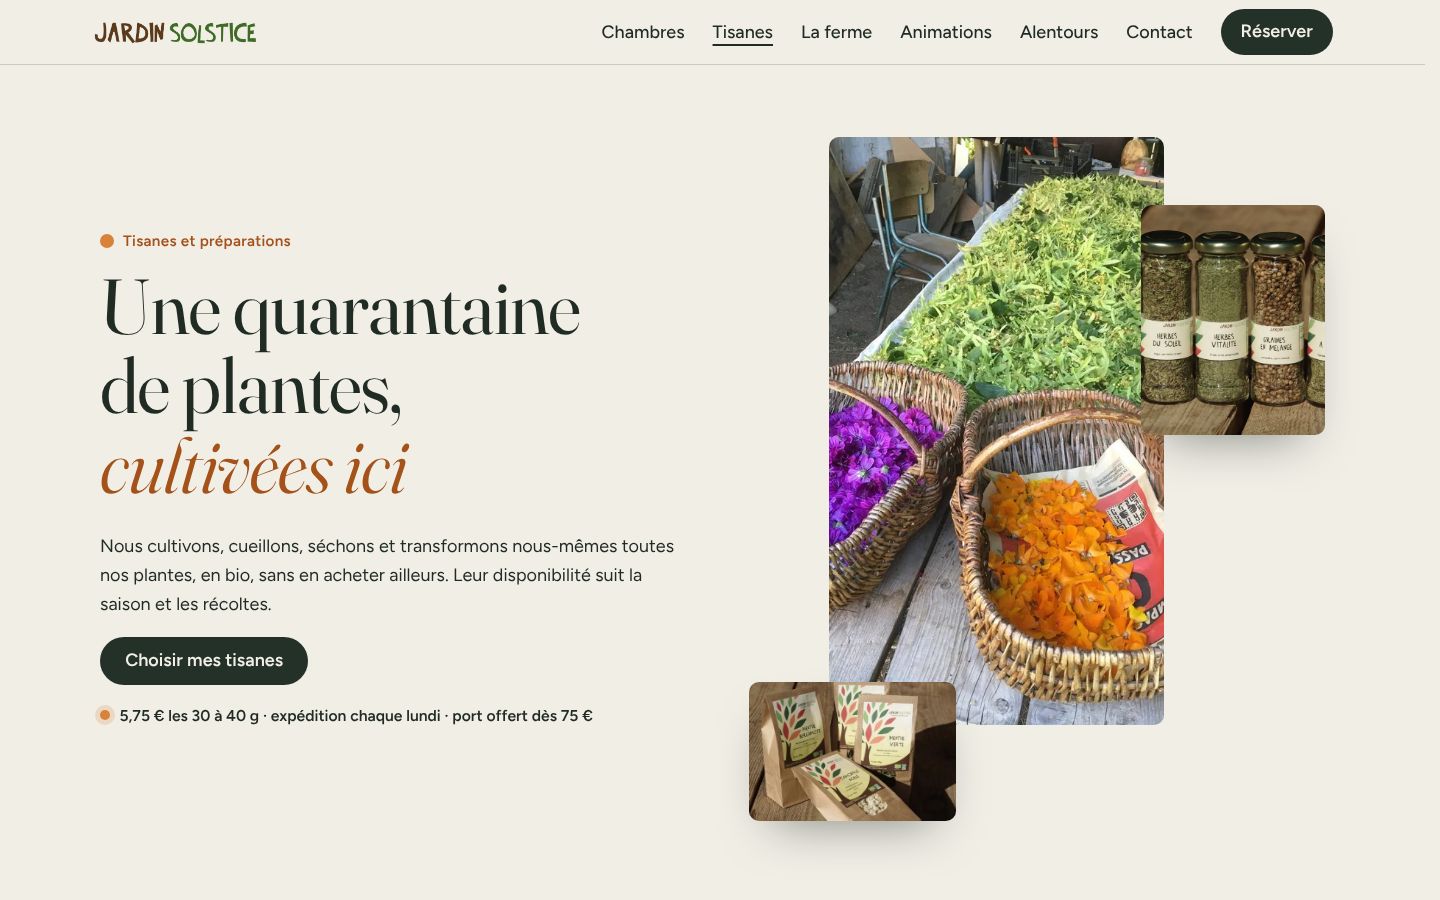 JARDIN SOLSTICE
Chambres
Tisanes
La ferme
Animations
Alentours
Contact
Réserver
Tisanes et préparations
Une quarantaine
de plantes,
cultivées ici
Nous cultivons, cueillons, séchons et transformons nous-mêmes toutes
nos plantes, en bio, sans en acheter ailleurs. Leur disponibilité suit la
saison et les récoltes.
Choisir mes tisanes
5,75 € les 30 à 40 g · expédition chaque lundi · port offert dès 75 €
HERBES
DU SOLEIL
HERBES
VITALITÉ
GRAINES
EN MÉLANGE
PASS
MENTHE
VERTE